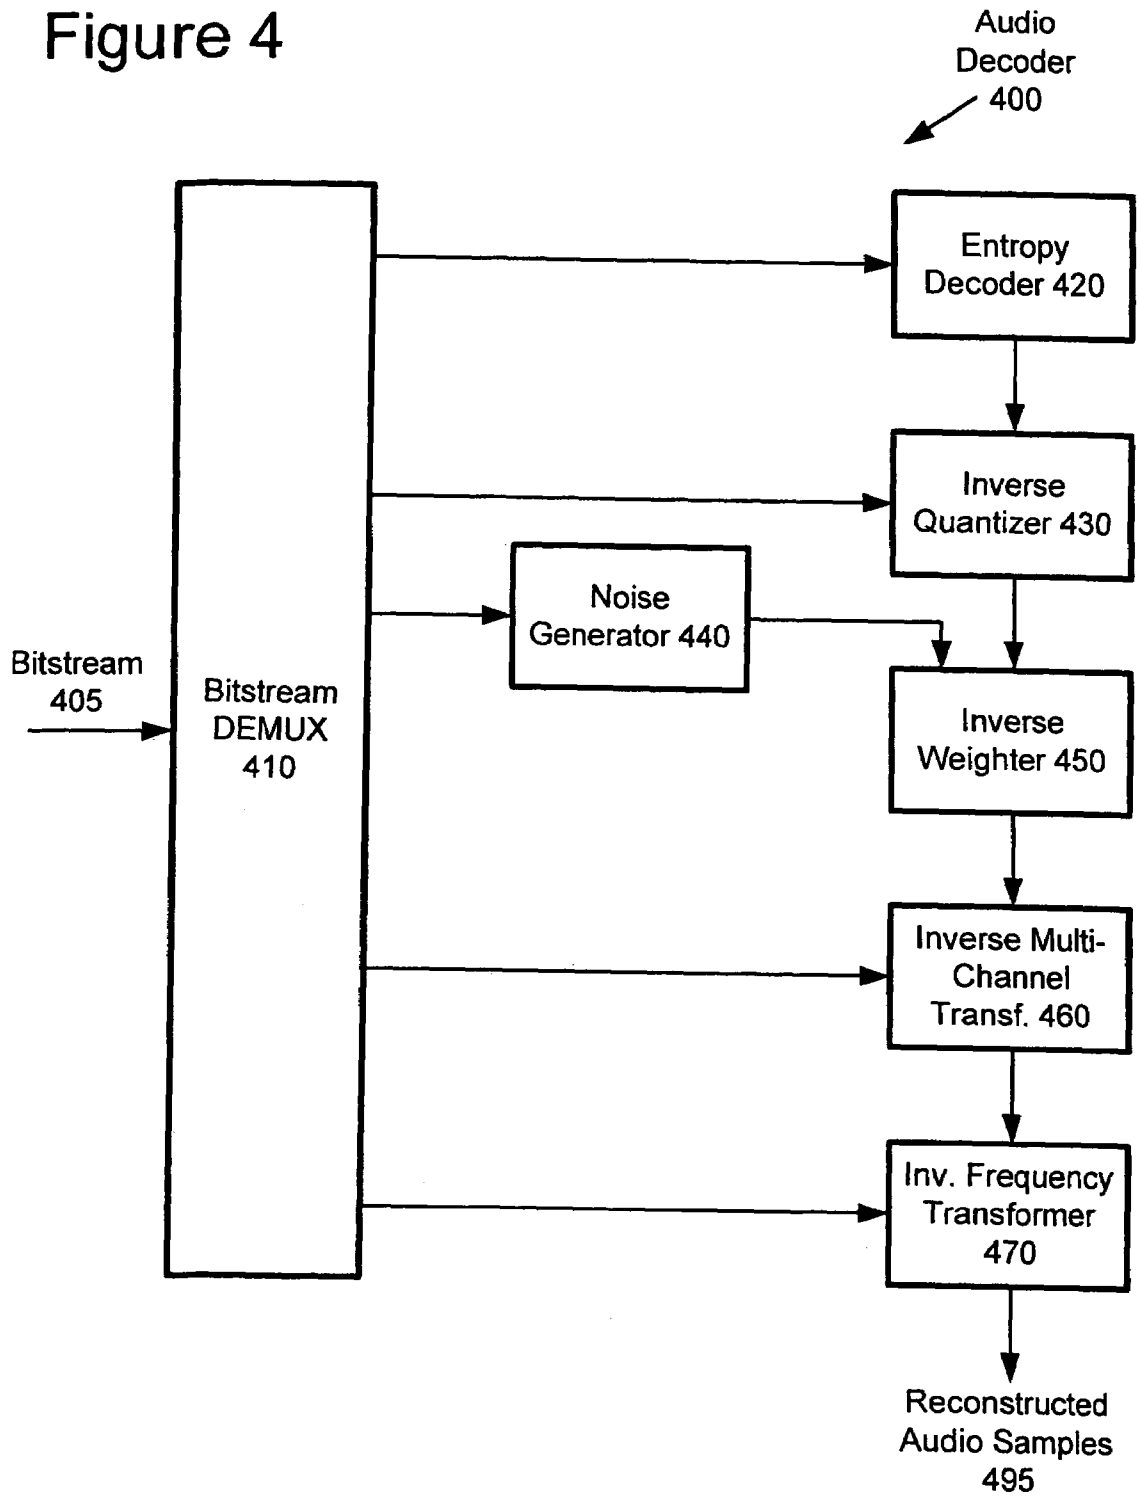 Figure 4
Audio
Decoder
400
Entropy
Decoder 420
Inverse
Quantizer 430
Noise
Generator 440
Bitstream
405
Bitstream
DEMUX
410
Inverse
Weighter 450
Inverse Multi-
Channel
Transf. 460
Inv. Frequency
Transformer
470
Reconstructed
Audio Samples
495